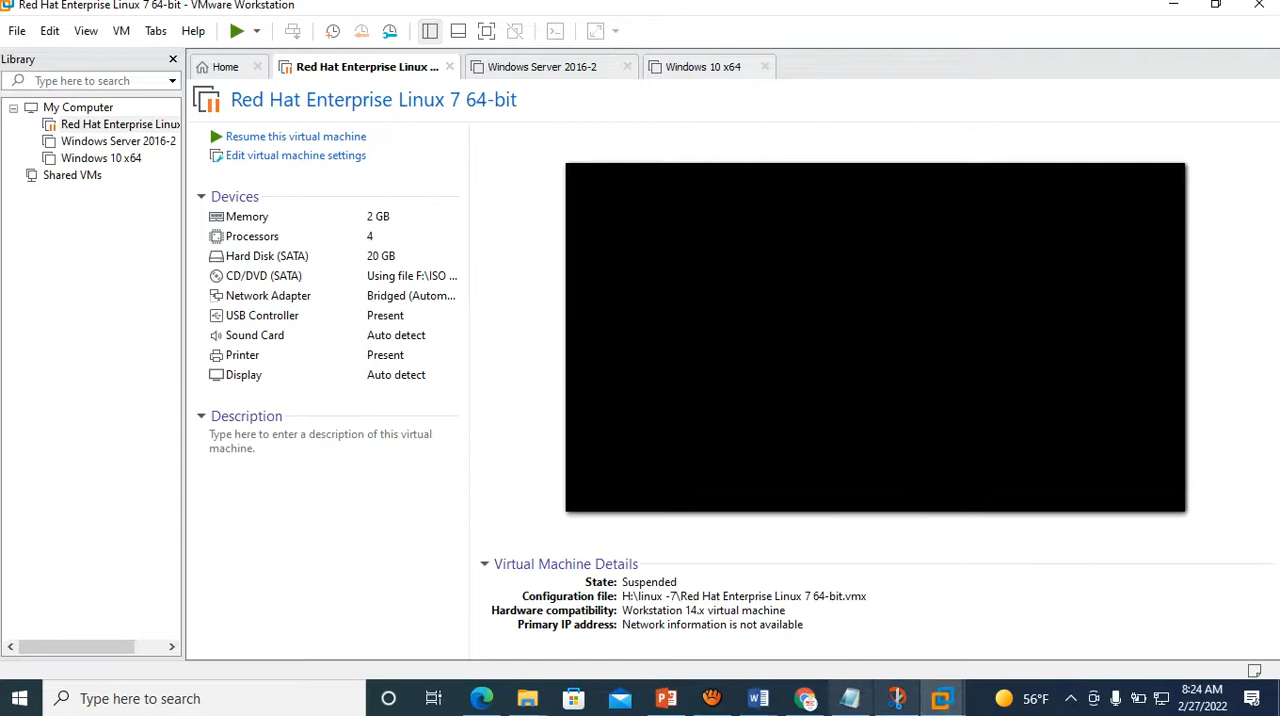 Red Hat Enterprise Linux 7 64-bit - VMware Workstation
File Edit View VM Tabs Help
Library
Type here to search
My Computer
Red Hat Enterprise Linux
Windows Server 2016-2
Windows 10 x64
Shared VMs
Home
Red Hat Enterprise Linux ...
Windows Server 2016-2
Windows 10 x64
Red Hat Enterprise Linux 7 64-bit
Resume this virtual machine
Edit virtual machine settings
Devices
Memory 2 GB
Processors 4
Hard Disk (SATA) 20 GB
CD/DVD (SATA) Using file F:\ISO ...
Network Adapter Bridged (Autom...
USB Controller Present
Sound Card Auto detect
Printer Present
Display Auto detect
Description
Type here to enter a description of this virtual
machine.
Virtual Machine Details
State: Suspended
Configuration file: H:\linux -7\Red Hat Enterprise Linux 7 64-bit.vmx
Hardware compatibility: Workstation 14.x virtual machine
Primary IP address: Network information is not available
Type here to search
56°F
8:24 AM
2/27/2022